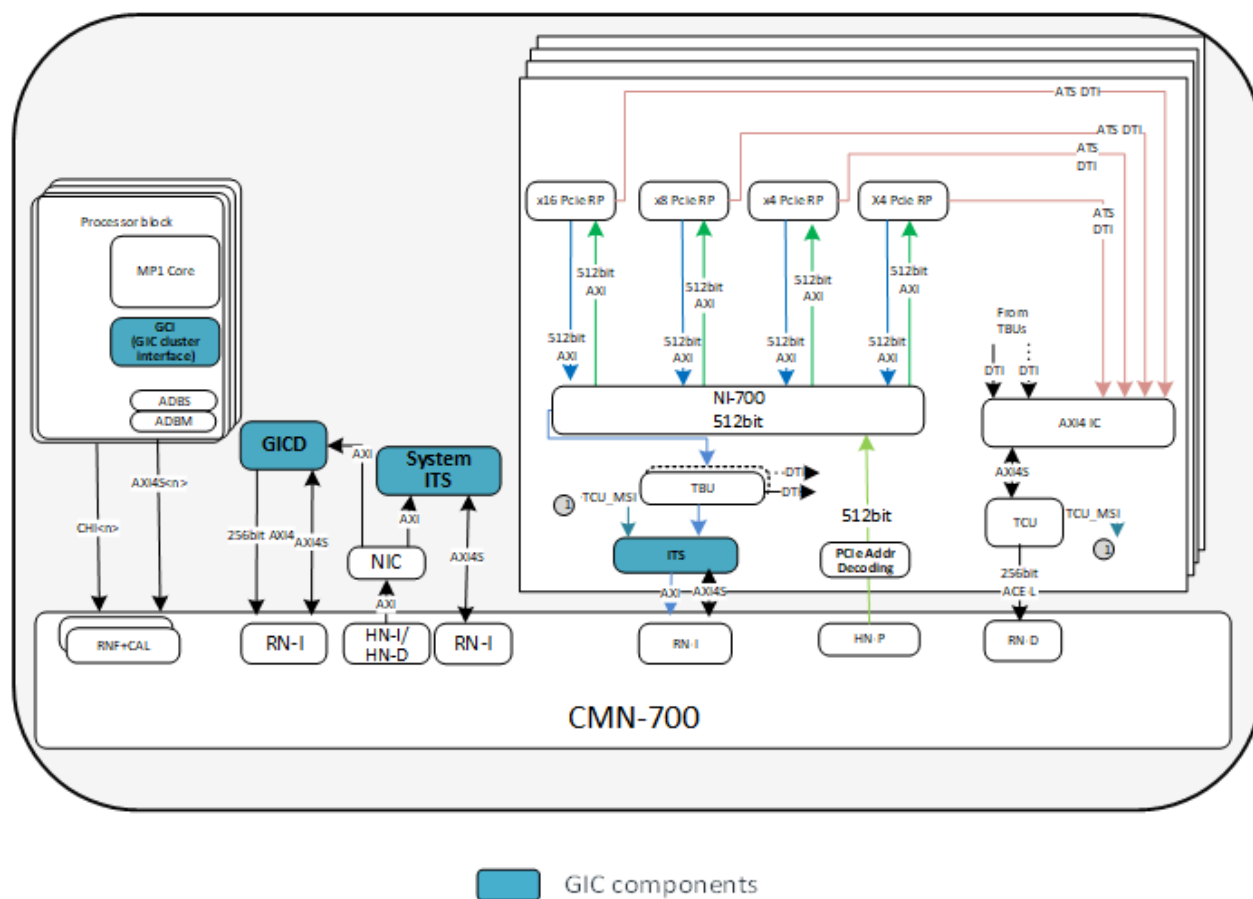 ATS DTI
ATS DTI
ATS
DTI
x16 Pcie RP
x8 Pcie RP
x4 Pcie RP
X4 Pcie RP
ATS
DTI
Processor block
MP1 Core
GCI
(GIC cluster
interface)
ADBS
ADBM
512bit
AXI
512bit
AXI
512bit
AXI
512bit
AXI
512bit
AXI
512bit
AXI
512bit
AXI
512bit
AXI
From
TBUs
DTI
DTI
NI-700
512bit
AXI4 IC
GICD
AXI
System
ITS
AXI4S<n>
CHI<n>
AXI4S
DTI
DTI
TBU
TCU_MSI
1
512bit
TCU
TCU_MSI
1
256bit AXI4
AXI4S
AXI
AXI4S
NIC
ITS
PCIe Addr
Decoding
256bit
ACE-L
AXI
AXI
AXI4S
RNF+CAL
RN-I
HN-I/
HN-D
RN-I
RN-I
HN-P
RN-D
CMN-700
GIC components